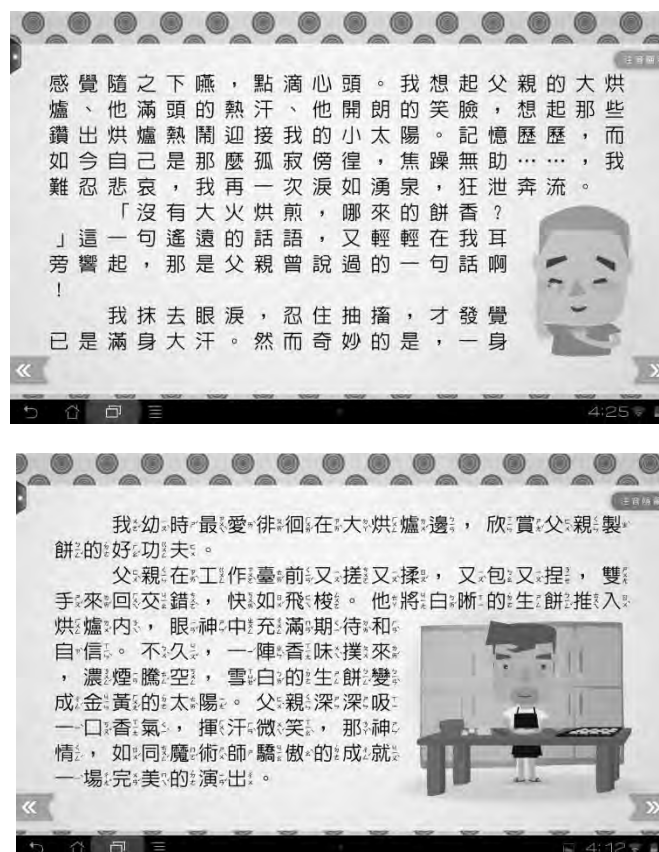 感覺隨之下嚥，點滴心頭。我想起父親的大烘
爐、他滿頭的熱汗、他開朗的笑臉，想起那些
鑽出烘爐熱鬧迎接我的小太陽。記憶歷歷，而
如今自己是那麼孤寂傍徨，焦躁無助……，我
難忍悲哀，我再一次淚如湧泉，狂泄奔流。
「沒有大火烘煎，哪來的餅香？
」這一句遙遠的話語，又輕輕在我耳
旁響起，那是父親曾說過的一句話啊
！
我抹去眼淚，忍住抽搐，才發覺
已是滿身大汗。然而奇妙的是，一身
4:25
我幼時最愛徘徊在大烘爐邊，欣賞父親製
餅的好功夫。
父親在工作臺前又搓又揉，又包又捏，雙
手來回交錯，快如飛梭。他將白晰的生餅推入
烘爐內，眼神中充滿期待和
自信。不久，一陣香味撲來
，濃煙騰空，雪白的生餅變
成金黃的太陽。父親深深吸
一口香氣，揮汗微笑，那神
情，如同魔術師驕傲的成就
一場完美的演出。
4:12